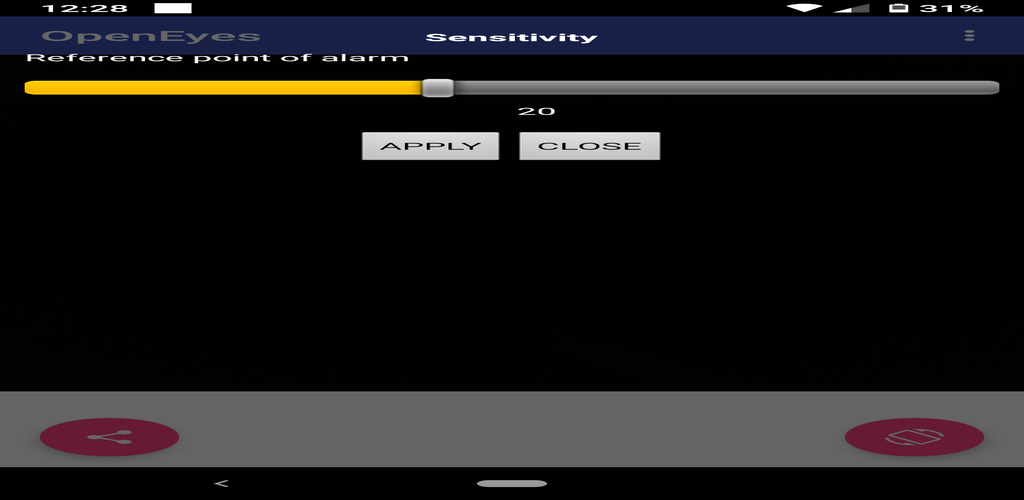 12:28 31%
OpenEyes Sensitivity
Reference point of alarm
20
APPLY CLOSE